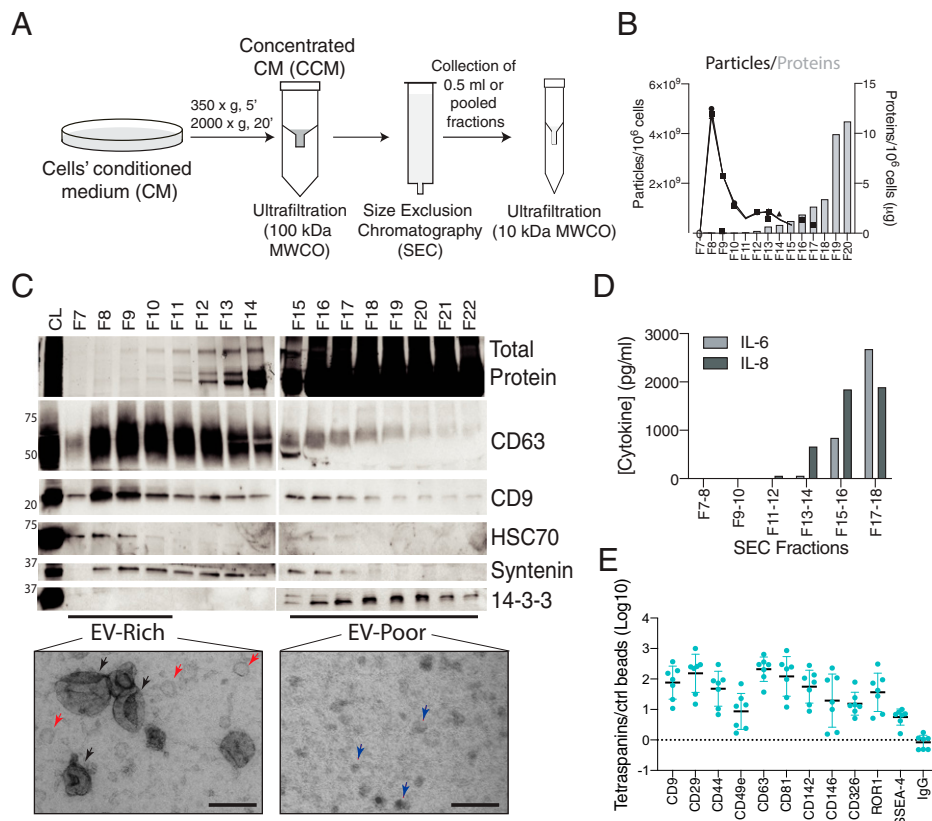 A
Cells' conditioned
medium (CM)
350 x g, 5'
2000 x g, 20'
Concentrated
CM (CCM)
Ultrafiltration
(100 kDa
MWCO)
Size Exclusion
Chromatography
(SEC)
Collection of
0.5 ml or
pooled
fractions
Ultrafiltration
(10 kDa MWCO)
B
Particles/Proteins
Particles/10⁶ cells
6×10⁹
4×10⁹
2×10⁹
0
Proteins/10⁶ cells (µg)
15
10
5
0
F7
F8
F9
F10
F11
F12
F13
F14
F15
F16
F17
F18
F19
F20
C
CL
F7
F8
F9
F10
F11
F12
F13
F14
F15
F16
F17
F18
F19
F20
F21
F22
Total
Protein
75
50
CD63
20
CD9
75
HSC70
37
Syntenin
37
14-3-3
EV-Rich
EV-Poor
D
[Cytokine] (pg/ml)
3000
2000
1000
0
IL-6
IL-8
F7-8
F9-10
F11-12
F13-14
F15-16
F17-18
SEC Fractions
E
Tetraspanins/ctrl beads (Log10)
4
3
2
1
0
-1
CD9
CD29
CD44
CD49e
CD63
CD81
CD142
CD146
CD326
ROR1
SSEA-4
IgG